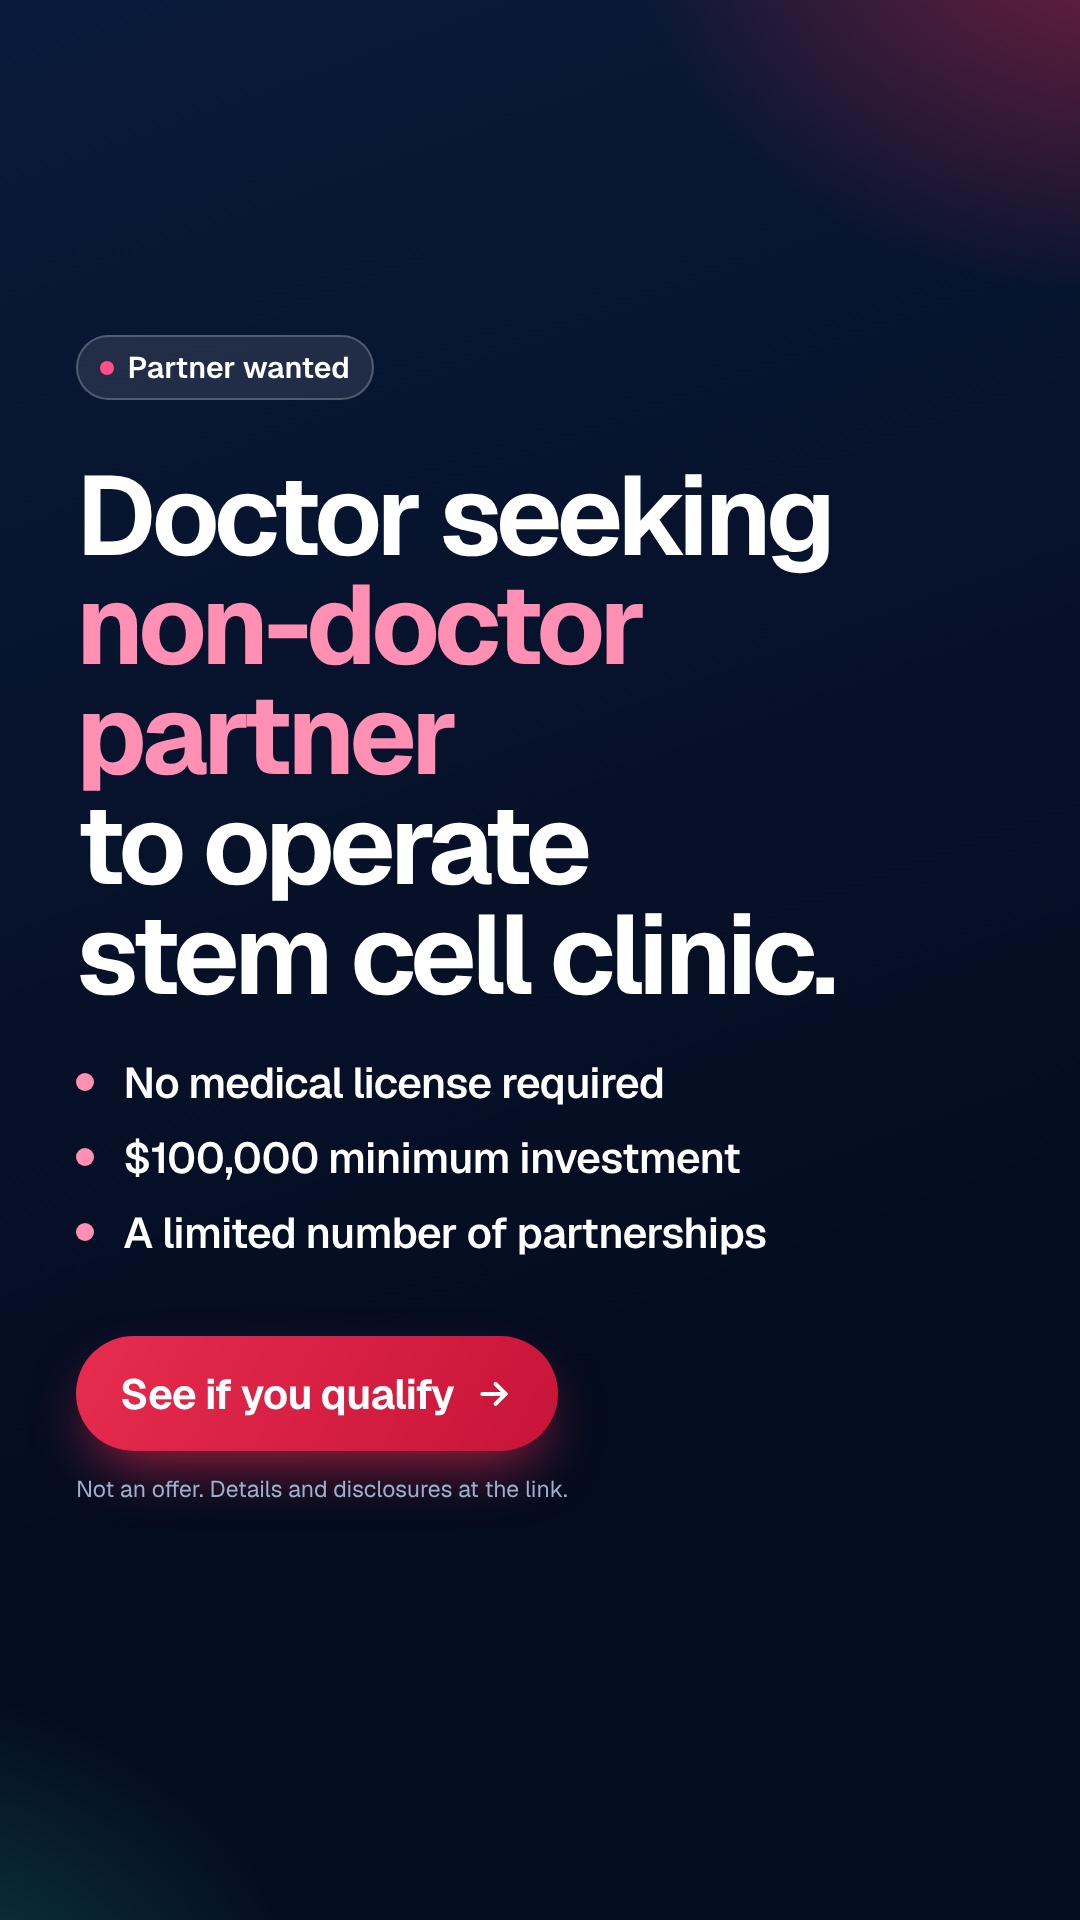 Partner wanted
Doctor seeking
non-doctor
partner
to operate
stem cell clinic.
No medical license required
$100,000 minimum investment
A limited number of partnerships
See if you qualify →
Not an offer. Details and disclosures at the link.